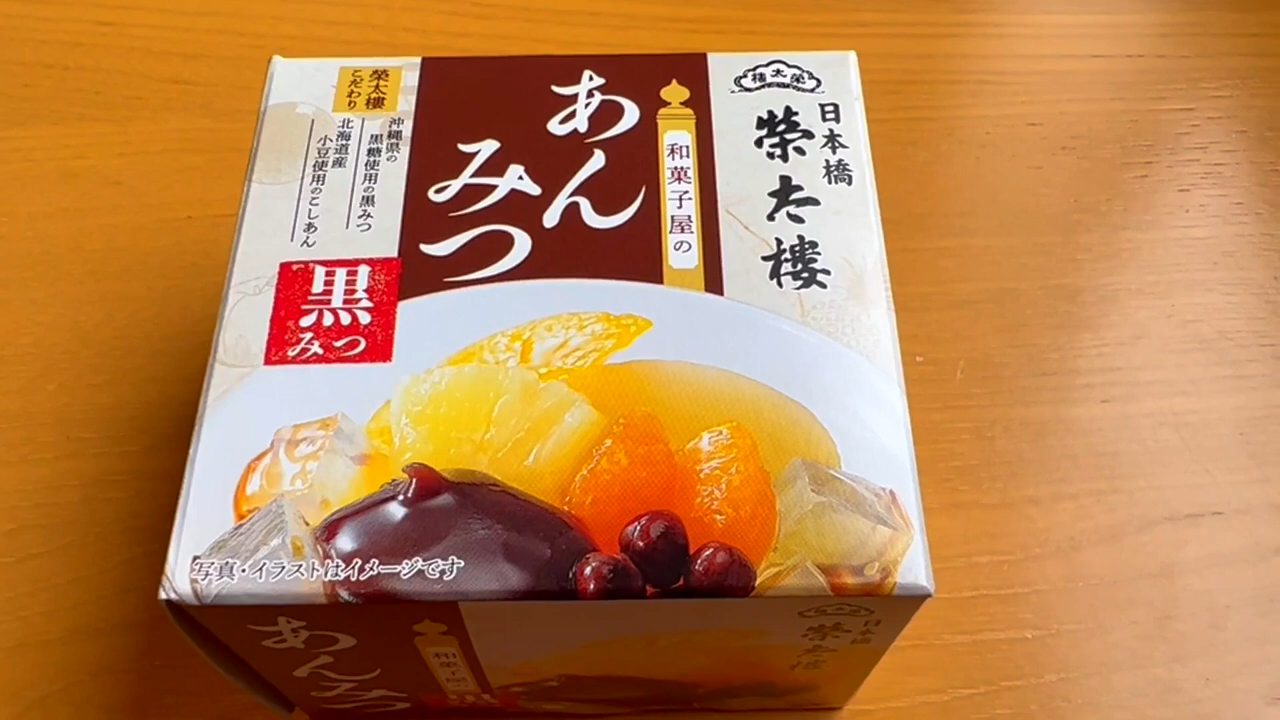 榮太樓
日本橋
榮太樓
和菓子屋の
あん
みつ
榮太樓
こだわり
沖縄県の
黒糖使用の黒みつ
北海道産
小豆使用のこしあん
黒
みつ
写真・イラストはイメージです
あんみつ
和菓子屋の
日本橋
榮太樓